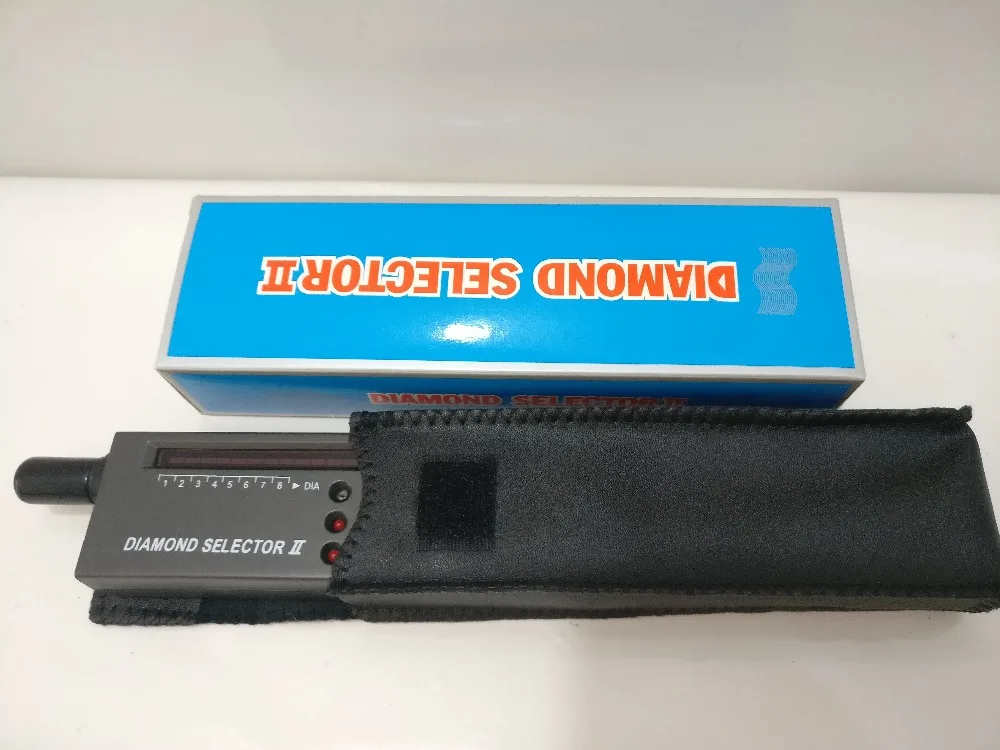 DIAMOND SELECTOR II
DIAMOND SELECTOR II
1 2 3 4 5 6 7 8 ► DIA
DIAMOND SELECTOR II